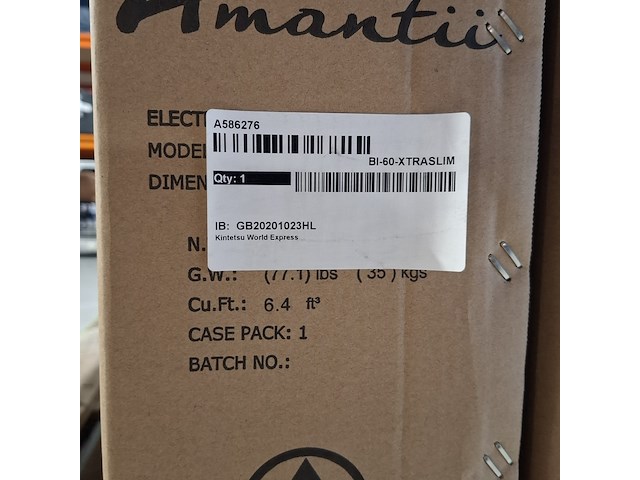 Amantii
ELECT
MODEL
DIMEN
A586276
BI-60-XTRASLIM
Qty: 1
IB: GB20201023HL
Kintetsu World Express
N.
G.W.: (77.1) lbs (35) kgs
Cu.Ft.: 6.4 ft³
CASE PACK: 1
BATCH NO.: